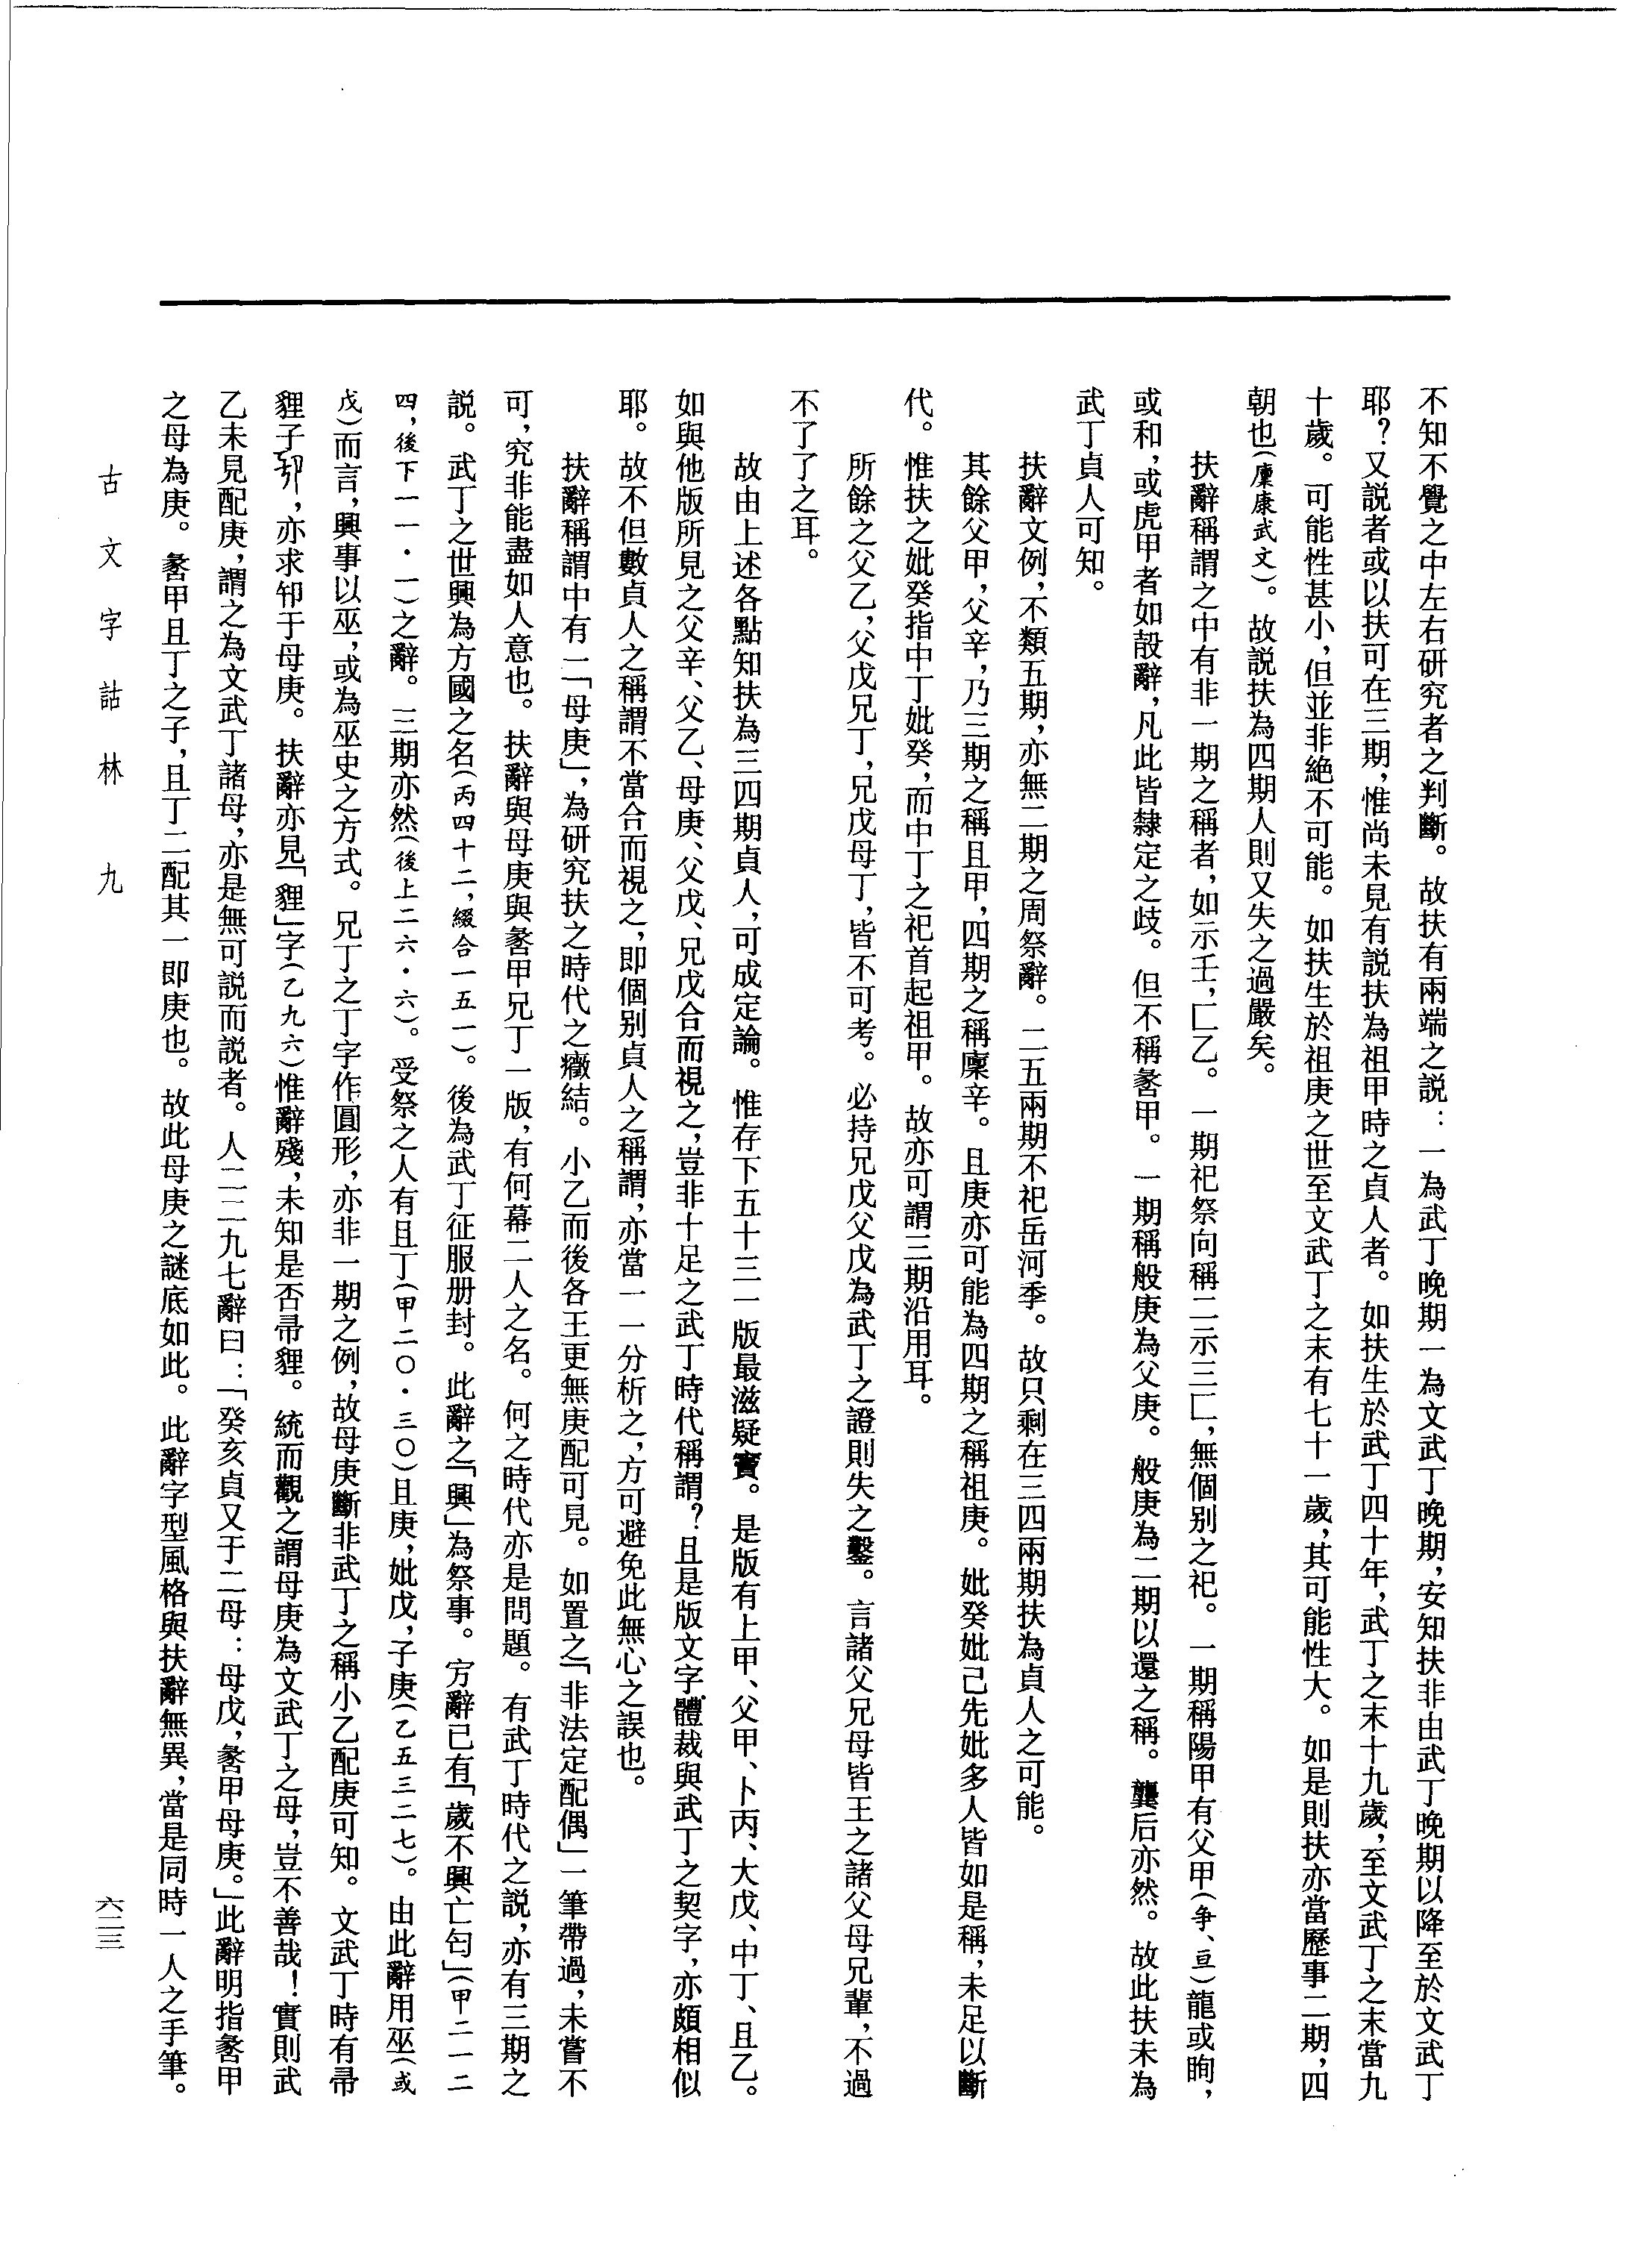 不知不覺之中左右研究者之判斷。故扶有兩端之説：一為武丁晚期一為文武丁晚期，安知扶非由武丁晚期以降至於文武丁
耶？又説者或以扶可在三期，惟尚未見有説扶為祖甲時之貞人者。如扶生於武丁四十年，武丁之末十九歲，至文武丁之末當九
十歲。可能性甚小，但並非絕不可能。如扶生於祖庚之世至文武丁之末有七十一歲，其可能性大。如是則扶亦當歷事二期，四
朝也（廩康武文）。故説扶為四期人則又失之過嚴矣。
扶辭稱謂之中有非一期之稱者，如示壬，匚乙。一期祀祭向稱二示三匚，無個別之祀。一期稱陽甲有父甲（争、亘）龍或眴，
或和，或虎甲者如㱿辭，凡此皆隸定之歧。但不稱㝬甲。一期稱般庚為父庚。般庚為二期以還之稱。龔后亦然。故此扶未為
武丁貞人可知。
扶辭文例，不類五期，亦無二期之周祭辭。二五兩期不祀岳河季。故只剩在三四兩期扶為貞人之可能。
其餘父甲，父辛，乃三期之稱且甲，四期之稱廩辛。且庚亦可能為四期之稱祖庚。妣癸妣己先妣多人皆如是稱，未足以斷
代。惟扶之妣癸指中丁妣癸，而中丁之祀首起祖甲。故亦可謂三期沿用耳。
所餘之父乙，父戊兄丁，兄戊母丁，皆不可考。必持兄戊父戊為武丁之證則失之鑿。言諸父兄母皆王之諸父母兄輩，不過
不了了之耳。
故由上述各點知扶為三四期貞人，可成定論。惟存下五十三一版最滋疑竇。是版有上甲、父甲、卜丙、大戊、中丁、且乙。
如與他版所見之父辛、父乙、母庚、父戊、兄戊合而視之，豈非十足之武丁時代稱謂？且是版文字體裁與武丁之契字，亦頗相似
耶。故不但數貞人之稱謂不當合而視之，即個別貞人之稱謂，亦當一一分析之，方可避免此無心之誤也。
扶辭稱謂中有一「母庚」，為研究扶之時代之癥結。小乙而後各王更無庚配可見。如置之「非法定配偶」一筆帶過，未嘗不
可，究非能盡如人意也。扶辭與母庚與㝬甲兄丁一版，有何幕二人之名。何之時代亦是問題。有武丁時代之説，亦有三期之
説。武丁之世興為方國之名（丙四十二，綴合一五一）。後為武丁征服册封。此辭之「興」為祭事。㝑辭已有「歲不興亡匄」（甲二一二
四，後下一一・一）之辭。三期亦然（後上二六・六）。受祭之人有且丁（甲二〇・三〇）且庚，妣戊，子庚（乙五三二七）。由此辭用巫（或
戊）而言，興事以巫，或為巫史之方式。兄丁之丁字作圓形，亦非一期之例，故母庚斷非武丁之稱小乙配庚可知。文武丁時有帚
貍子，亦求𢓊于母庚。扶辭亦見「貍」字（乙九六）惟辭殘，未知是否帚貍。統而觀之謂母庚為文武丁之母，豈不善哉！實則武
乙未見配庚，謂之為文武丁諸母，亦是無可説而説者。人二二九七辭曰：「癸亥貞又于二母：母戊，㝬甲母庚。」此辭明指㝬甲
之母為庚。㝬甲且丁之子，且丁二配其一即庚也。故此母庚之謎底如此。此辭字型風格與扶辭無異，當是同時一人之手筆。
古文字詁林　九
六二三